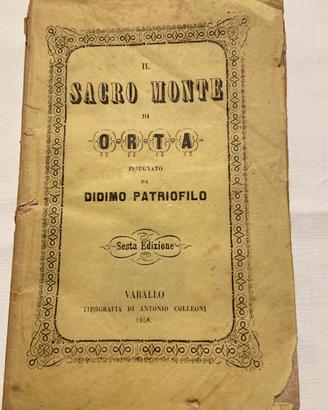 IL
SACRO MONTE
DI
ORTA
INSEGNATO
DA
DIDIMO PATRIOFILO
Sesta Edizione
VARALLO
TIPOGRAFIA DI ANTONIO COLLEONI
1858.